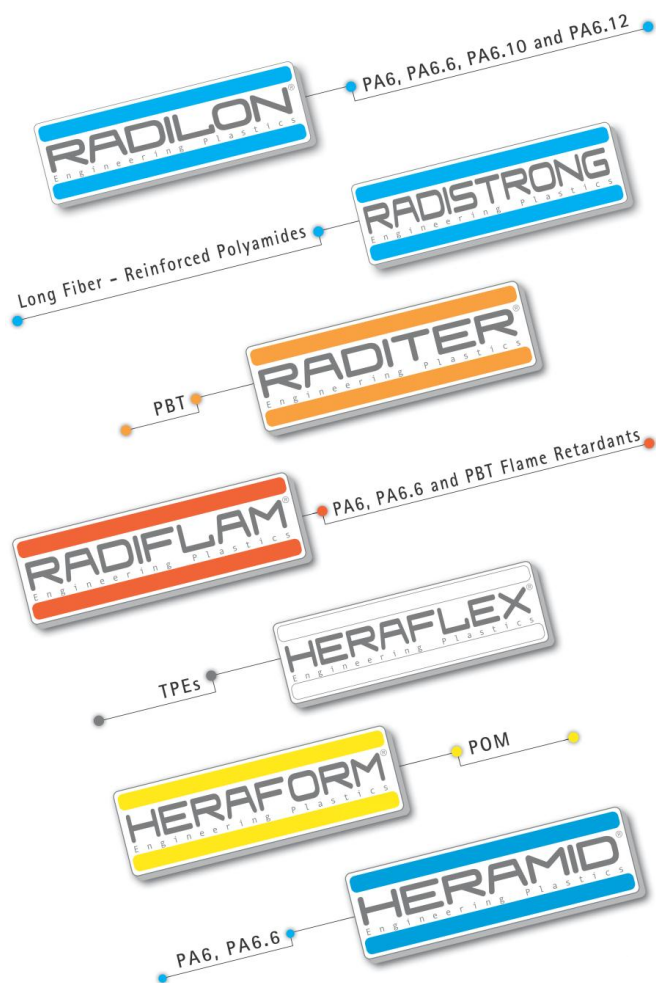 PA6, PA6.6, PA6.10 and PA6.12
RADILON®
Engineering Plastics
RADISTRONG
Engineering Plastics
Long Fiber - Reinforced Polyamides
RADITER®
Engineering Plastics
PBT
PA6, PA6.6 and PBT Flame Retardants
RADIFLAM®
Engineering Plastics
HERAFLEX®
Engineering Plastics
TPEs
POM
HERAFORM®
Engineering Plastics
HERAMID®
Engineering Plastics
PA6, PA6.6